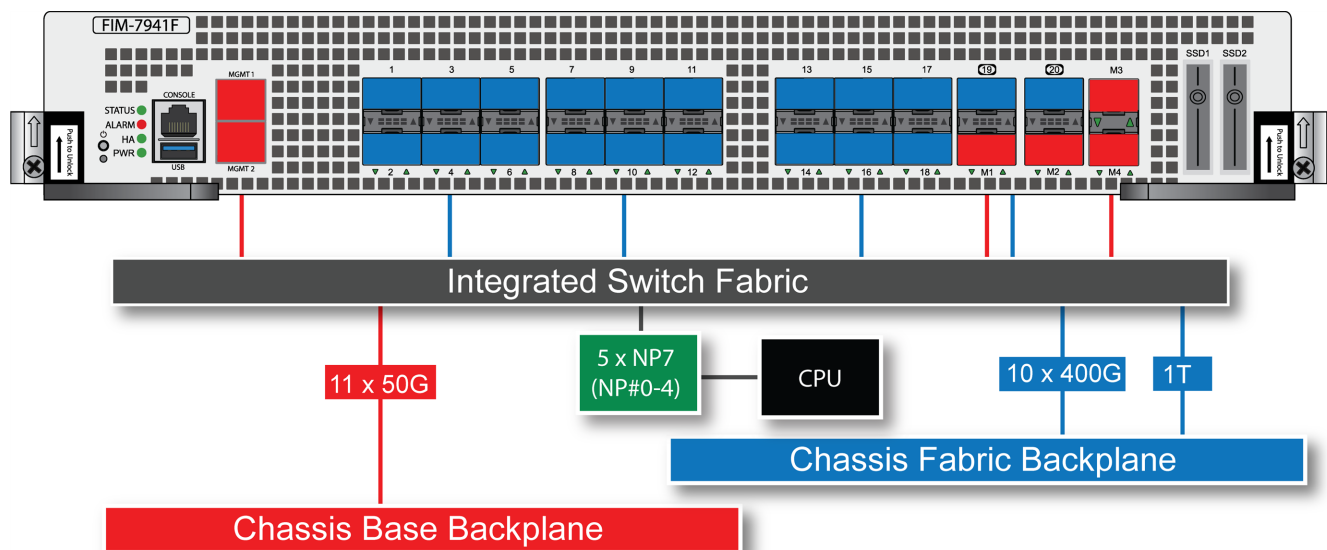 FIM-7941F
SSD1 SSD2
MGMT 1
1 3 5 7 9 11 13 15 17 19 20 M3
CONSOLE
STATUS
ALARM
HA
PWR
USB
MGMT 2
2 4 6 8 10 12 14 16 18 M1 M2 M4
Push to Unlock
Push to Unlock
Integrated Switch Fabric
11 x 50G
5 x NP7
(NP#0-4)
CPU
10 x 400G
1T
Chassis Fabric Backplane
Chassis Base Backplane